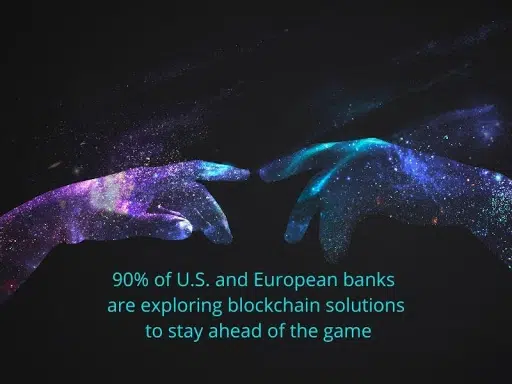 90% of U.S. and European banks
are exploring blockchain solutions
to stay ahead of the game